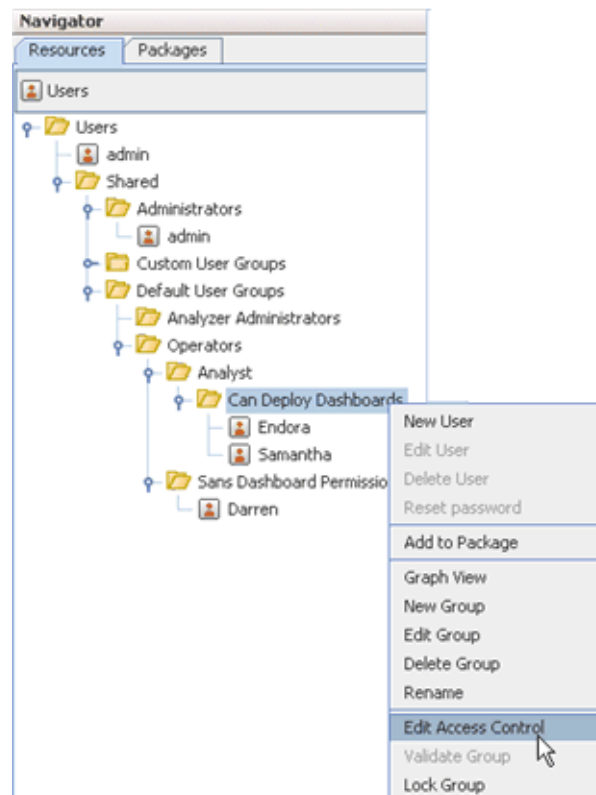 Navigator
Resources
Packages
Users
Users
admin
Shared
Administrators
admin
Custom User Groups
Default User Groups
Analyzer Administrators
Operators
Analyst
Can Deploy Dashboards
Endora
Samantha
Sans Dashboard Permissio
Darren
New User
Edit User
Delete User
Reset password
Add to Package
Graph View
New Group
Edit Group
Delete Group
Rename
Edit Access Control
Validate Group
Lock Group